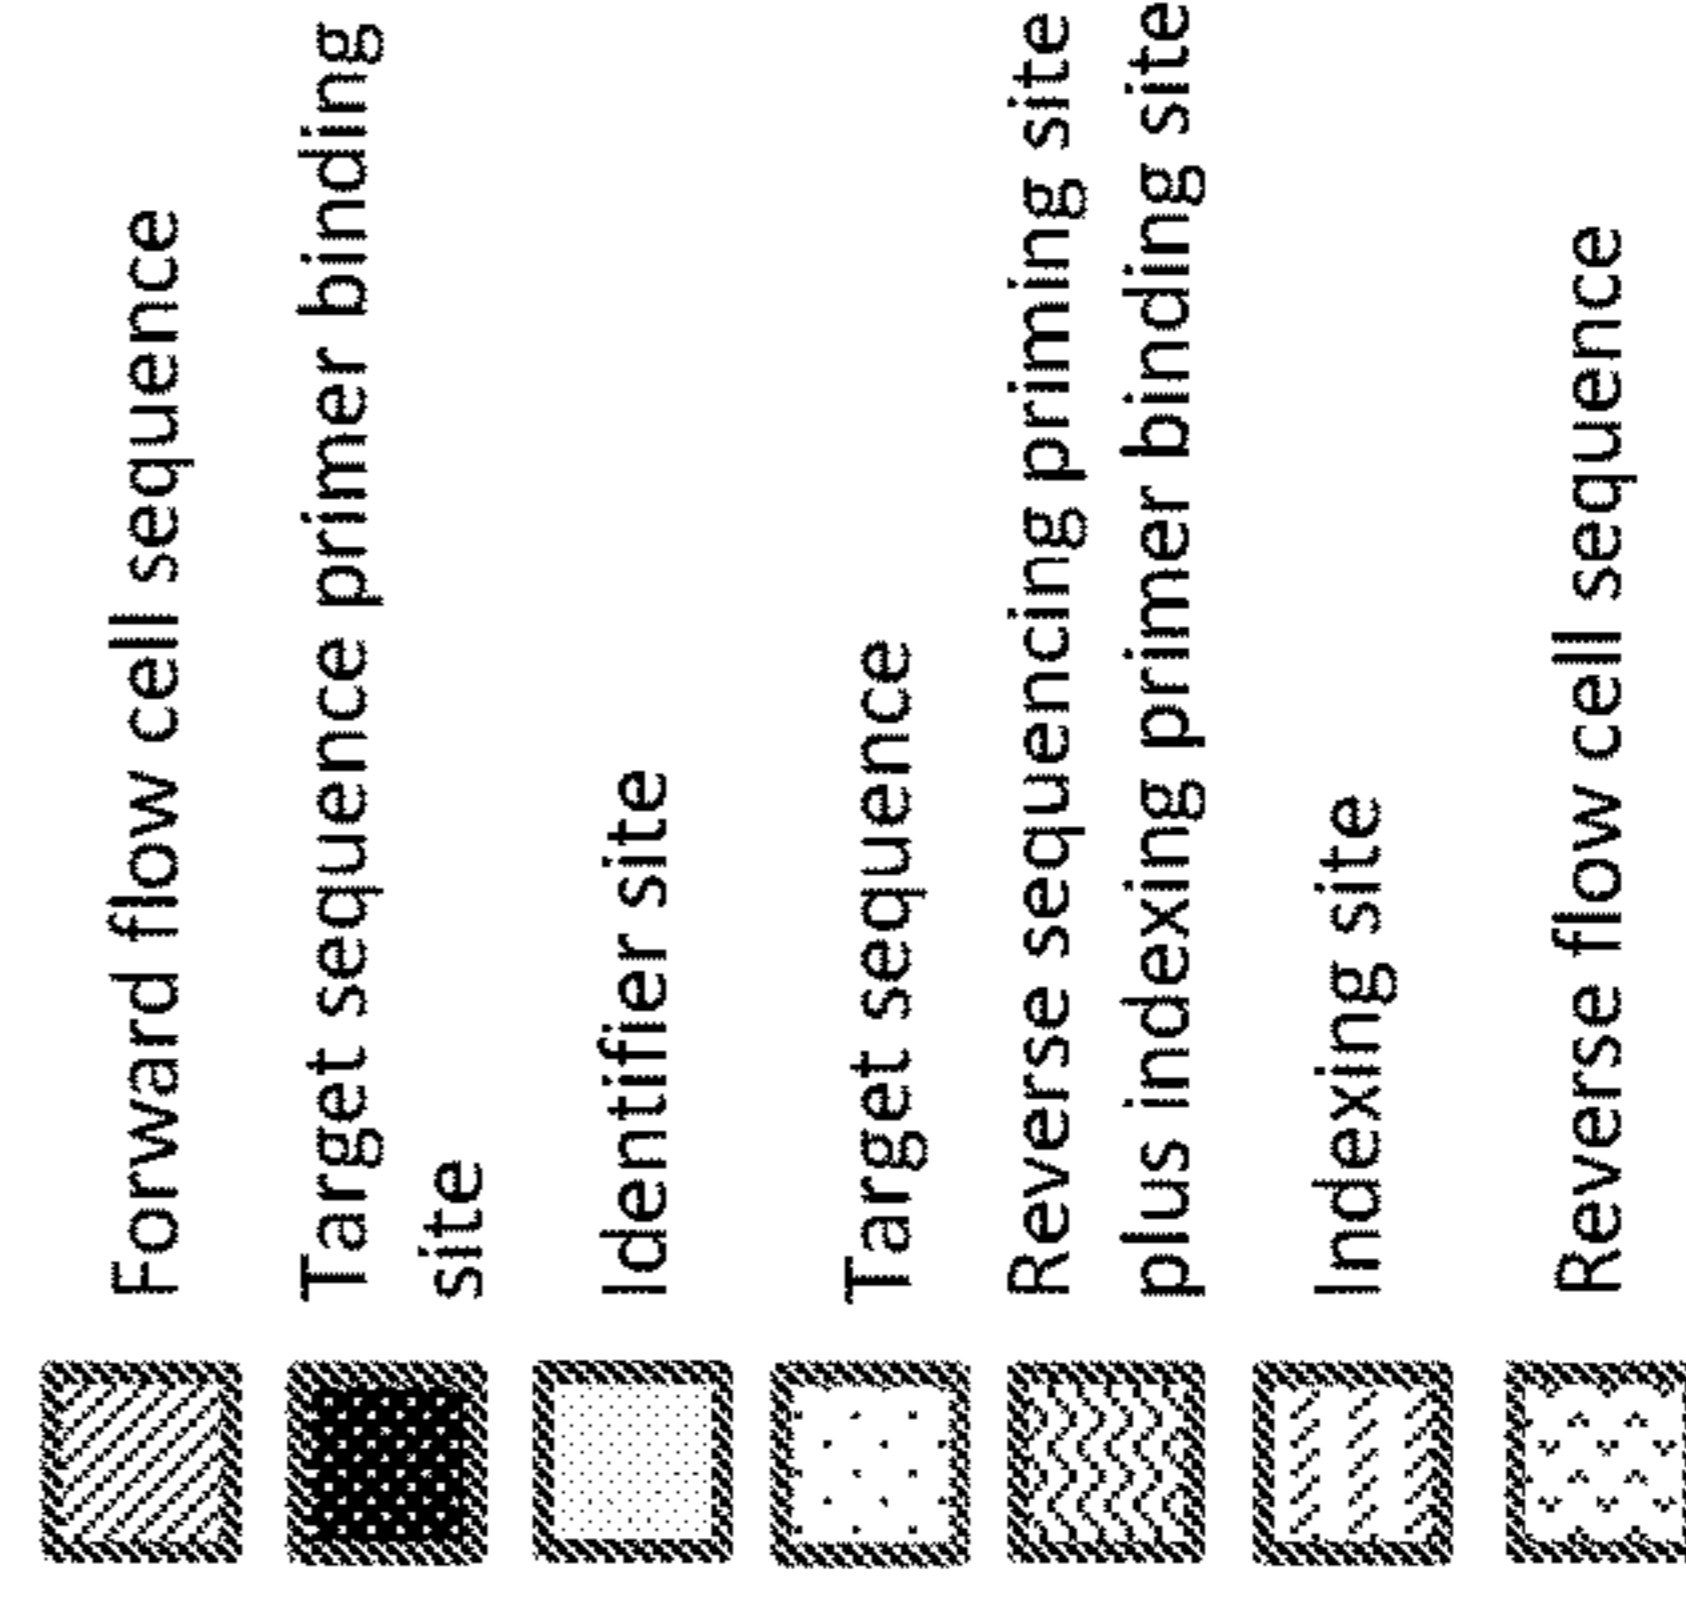 Forward flow cell sequence
Target sequence primer binding
site
Identifier site
Target sequence
Reverse sequencing priming site
plus indexing primer binding site
Indexing site
Reverse flow cell sequence